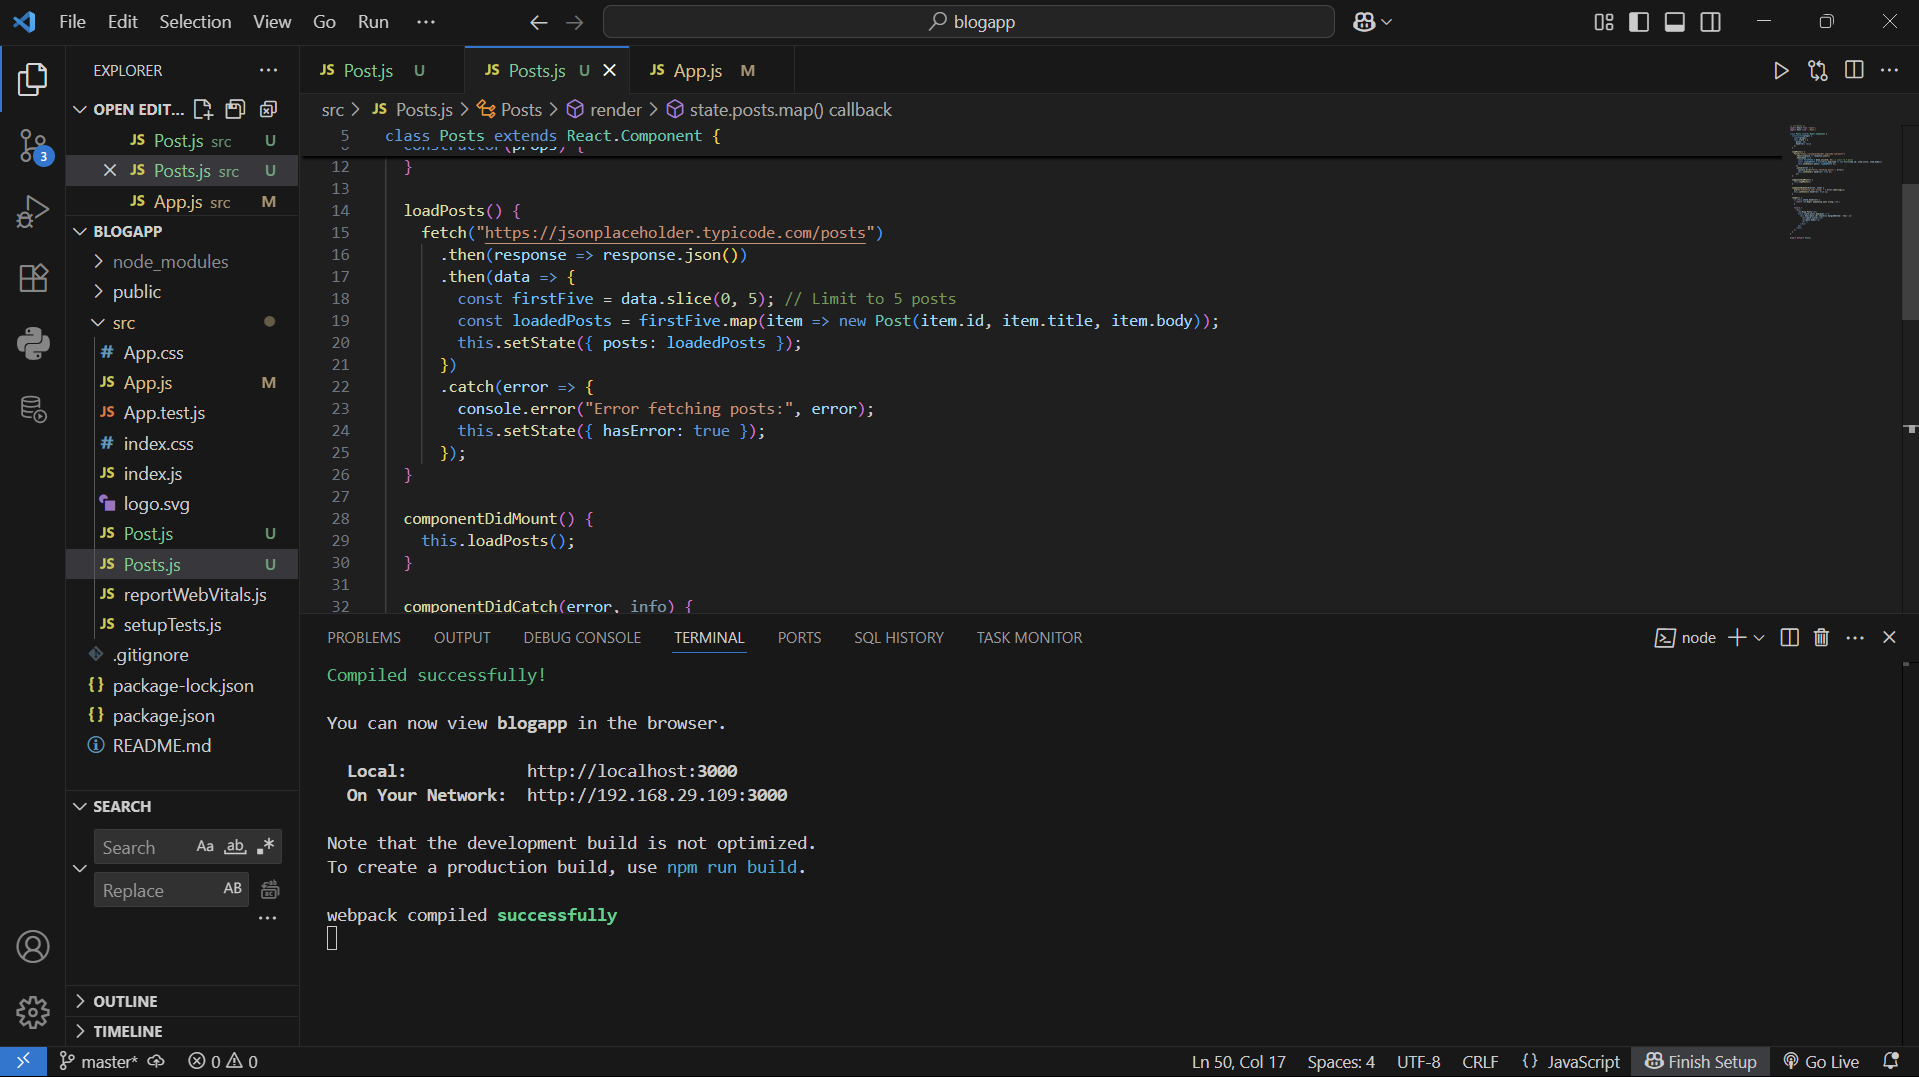 File Edit Selection View Go Run ··· blogapp
EXPLORER
OPEN EDIT...
Post.js src U
Posts.js src U
App.js src M
BLOGAPP
node_modules
public
src
App.css
App.js M
App.test.js
index.css
index.js
logo.svg
Post.js U
Posts.js U
reportWebVitals.js
setupTests.js
.gitignore
package-lock.json
package.json
README.md
SEARCH
Search Aa ab
Replace AB
OUTLINE
TIMELINE
JS Post.js U JS Posts.js U JS App.js M
src > JS Posts.js > Posts > render > state.posts.map() callback
5 class Posts extends React.Component {
6 constructor(props) {
12 }
13
14 loadPosts() {
15 fetch("https://jsonplaceholder.typicode.com/posts")
16 .then(response => response.json())
17 .then(data => {
18 const firstFive = data.slice(0, 5); // Limit to 5 posts
19 const loadedPosts = firstFive.map(item => new Post(item.id, item.title, item.body));
20 this.setState({ posts: loadedPosts });
21 })
22 .catch(error => {
23 console.error("Error fetching posts:", error);
24 this.setState({ hasError: true });
25 });
26 }
27
28 componentDidMount() {
29 this.loadPosts();
30 }
31
32 componentDidCatch(error, info) {
PROBLEMS OUTPUT DEBUG CONSOLE TERMINAL PORTS SQL HISTORY TASK MONITOR node
Compiled successfully!
You can now view blogapp in the browser.
Local: http://localhost:3000
On Your Network: http://192.168.29.109:3000
Note that the development build is not optimized.
To create a production build, use npm run build.
webpack compiled successfully
3
master* 0 0 Ln 50, Col 17 Spaces: 4 UTF-8 CRLF {} JavaScript Finish Setup Go Live